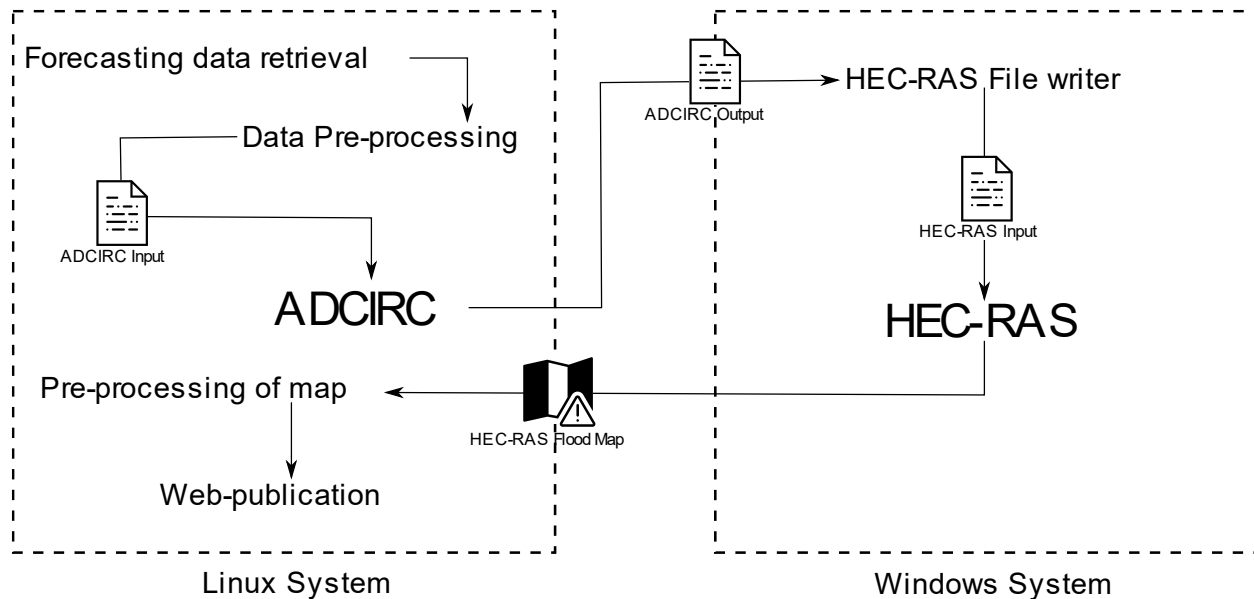 Forecasting data retrieval
Data Pre-processing
ADCIRC Input
ADCIRC
ADCIRC Output
HEC-RAS File writer
HEC-RAS Input
HEC-RAS
HEC-RAS Flood Map
Pre-processing of map
Web-publication
Linux System
Windows System